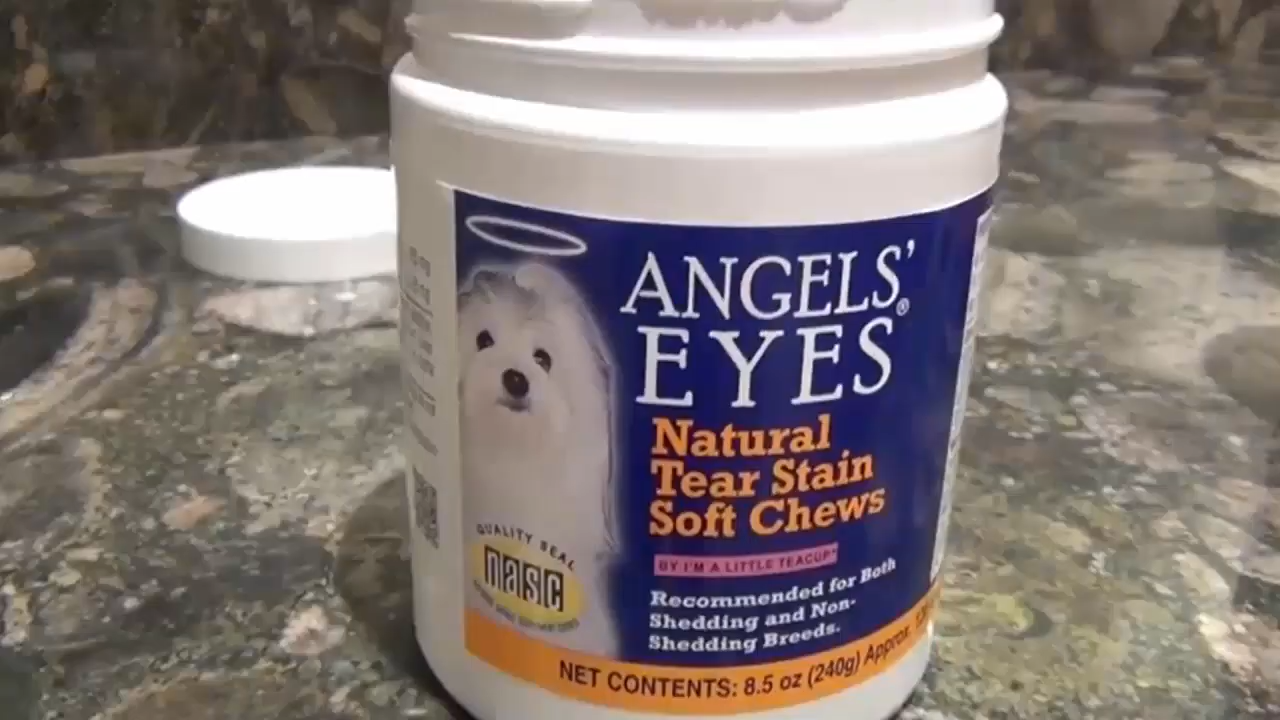 ANGELS'
EYES®
Natural
Tear Stain
Soft Chews
BY I'M A LITTLE TEACUP
Recommended for Both
Shedding and Non-
Shedding Breeds.
QUALITY SEAL
nasc
NET CONTENTS: 8.5 oz (240g) Approx.